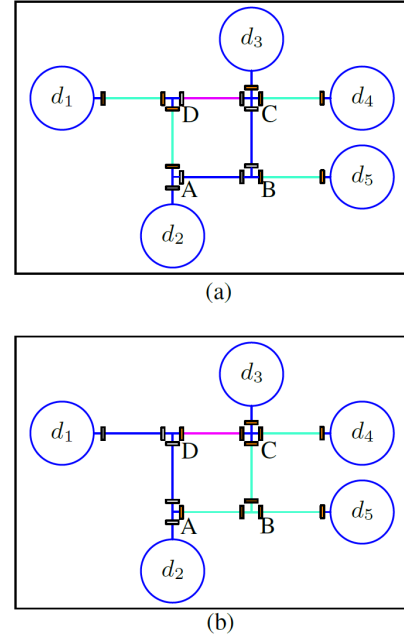 d₃
d₁ D C d₄
A B d₅
d₂
(a)
d₃
d₁ D C d₄
A B d₅
d₂
(b)